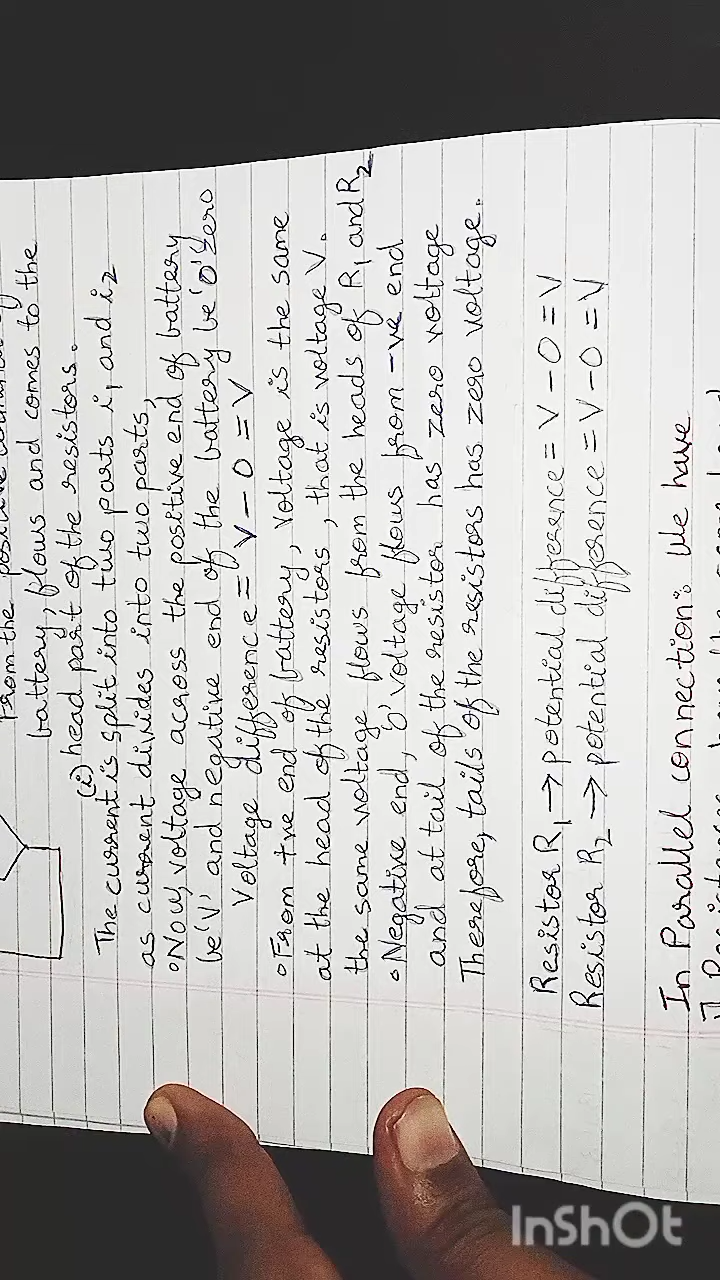 From the positive
battery, flows and comes to the
(i) head part of the resistors.
The current is split into two parts i1 and i2
as current divides into two parts,
• Now, voltage across the positive end of battery
be 'V' and negative end of the battery be '0' zero
Voltage difference = V - 0 = V
• From +ve end of battery, voltage is the same
at the head of the resistors, that is voltage V.
the same voltage flows from the heads of R1 and R2
• Negative end, '0' voltage flows from -ve end
and at tail of the resistor has zero voltage
Therefore, tails of the resistors has zero voltage.
Resistor R1 → potential difference = V - 0 = V
Resistor R2 → potential difference = V - 0 = V
In Parallel connection: We have
InShOt